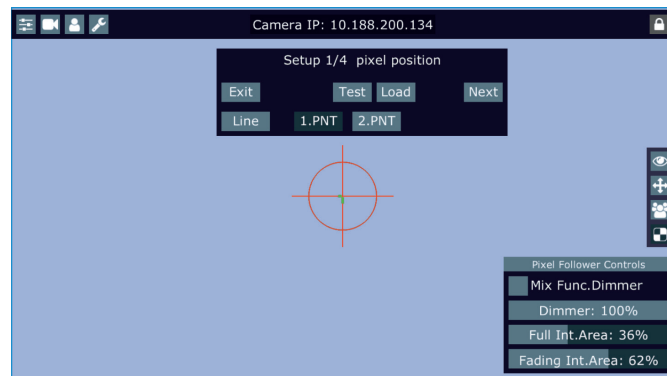 Camera IP: 10.188.200.134
Setup 1/4 pixel position
Exit Test Load Next
Line 1.PNT 2.PNT
Pixel Follower Controls
Mix Func.Dimmer
Dimmer: 100%
Full Int.Area: 36%
Fading Int.Area: 62%